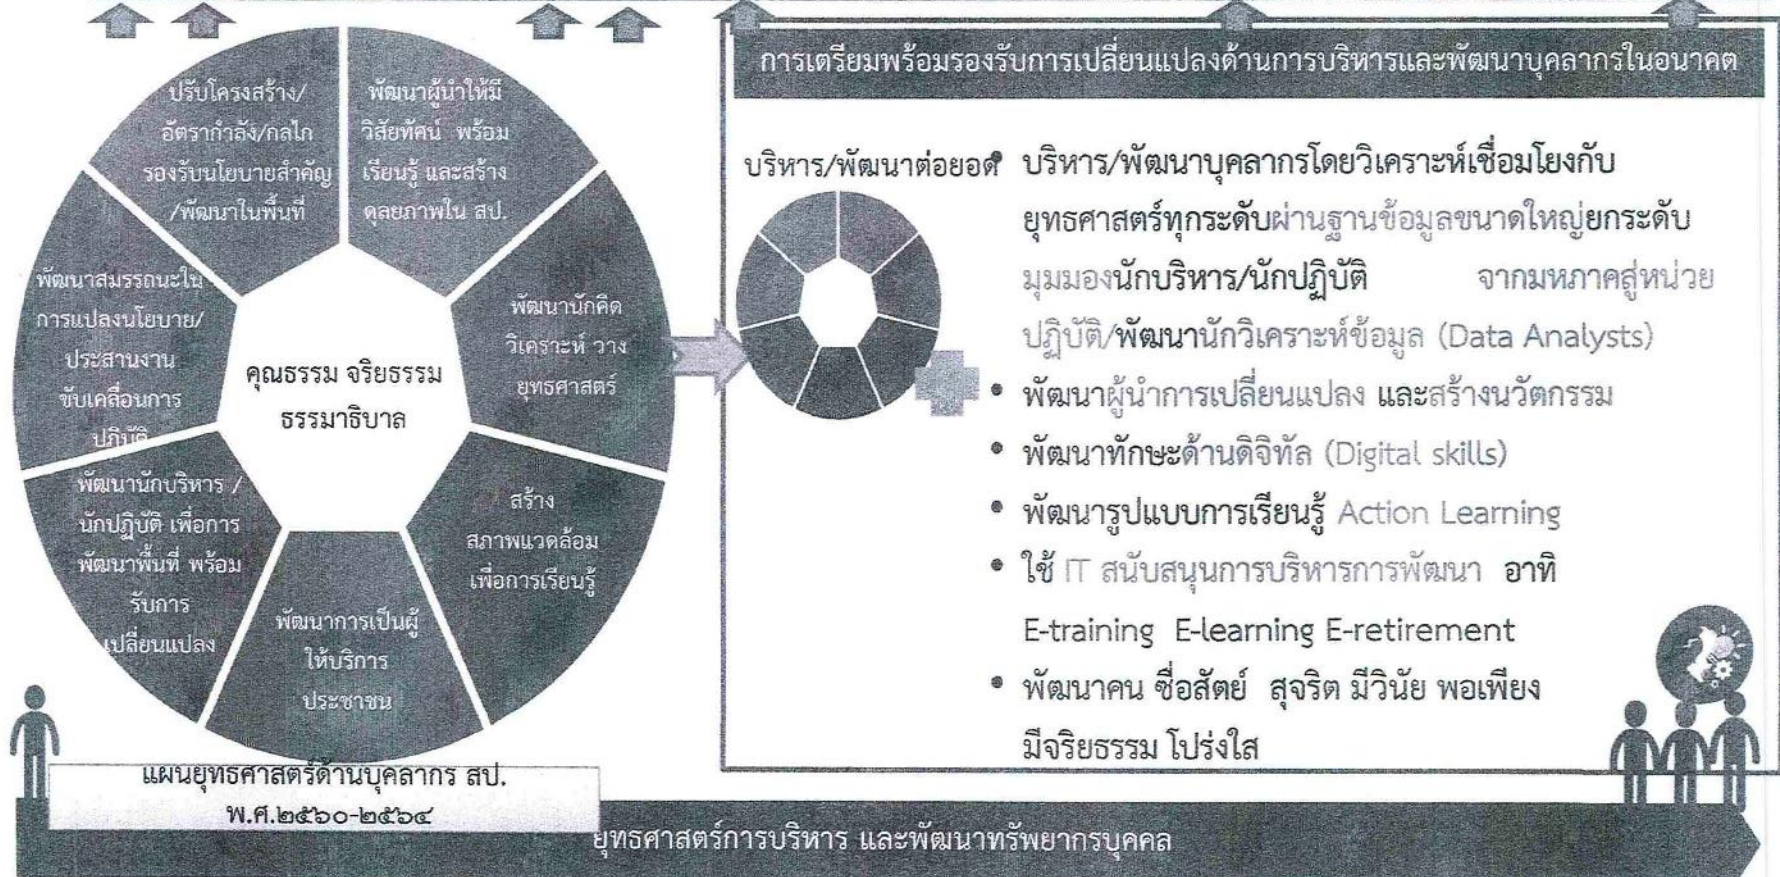 ปรับโครงสร้าง/
อัตรากำลัง/กลไก
รองรับนโยบายสำคัญ
/พัฒนาในพื้นที่
พัฒนาผู้นำให้มี
วิสัยทัศน์ พร้อม
เรียนรู้ และสร้าง
ดุลยภาพใน สป.
พัฒนาสมรรถนะใน
การแปลงนโยบาย/
ประสานงาน
ขับเคลื่อนการ
ปฏิบัติ
พัฒนานักคิด
วิเคราะห์ วาง
ยุทธศาสตร์
คุณธรรม จริยธรรม
ธรรมาธิบาล
พัฒนานักบริหาร /
นักปฏิบัติ เพื่อการ
พัฒนาพื้นที่ พร้อม
รับการ
เปลี่ยนแปลง
สร้าง
สภาพแวดล้อม
เพื่อการเรียนรู้
พัฒนาการเป็นผู้
ให้บริการ
ประชาชน
แผนยุทธศาสตร์ด้านบุคลากร สป.
พ.ศ.๒๕๖๐-๒๕๖๔
การเตรียมพร้อมรองรับการเปลี่ยนแปลงด้านการบริหารและพัฒนาบุคลากรในอนาคต
บริหาร/พัฒนาต่อยอด
• บริหาร/พัฒนาบุคลากรโดยวิเคราะห์เชื่อมโยงกับ
ยุทธศาสตร์ทุกระดับผ่านฐานข้อมูลขนาดใหญ่ยกระดับ
มุมมองนักบริหาร/นักปฏิบัติ จากมหภาคสู่หน่วย
ปฏิบัติ/พัฒนานักวิเคราะห์ข้อมูล (Data Analysts)
• พัฒนาผู้นำการเปลี่ยนแปลง และสร้างนวัตกรรม
• พัฒนาทักษะด้านดิจิทัล (Digital skills)
• พัฒนารูปแบบการเรียนรู้ Action Learning
• ใช้ IT สนับสนุนการบริหารการพัฒนา อาทิ
E-training E-learning E-retirement
• พัฒนาคน ซื่อสัตย์ สุจริต มีวินัย พอเพียง
มีจริยธรรม โปร่งใส
ยุทธศาสตร์การบริหาร และพัฒนาทรัพยากรบุคคล